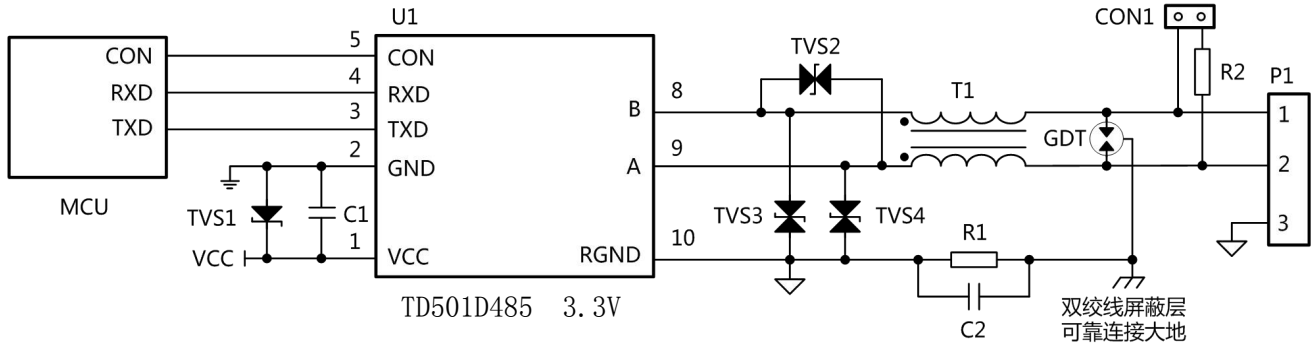 U1
CON1
MCU
CON
RXD
TXD
5
4
3
2
1
CON
RXD
TXD
GND
VCC
B
A
RGND
8
9
10
TVS2
T1
R2
P1
1
2
3
GDT
TVS1
C1
VCC
TVS3
TVS4
R1
C2
TD501D485 3.3V
双绞线屏蔽层
可靠连接大地